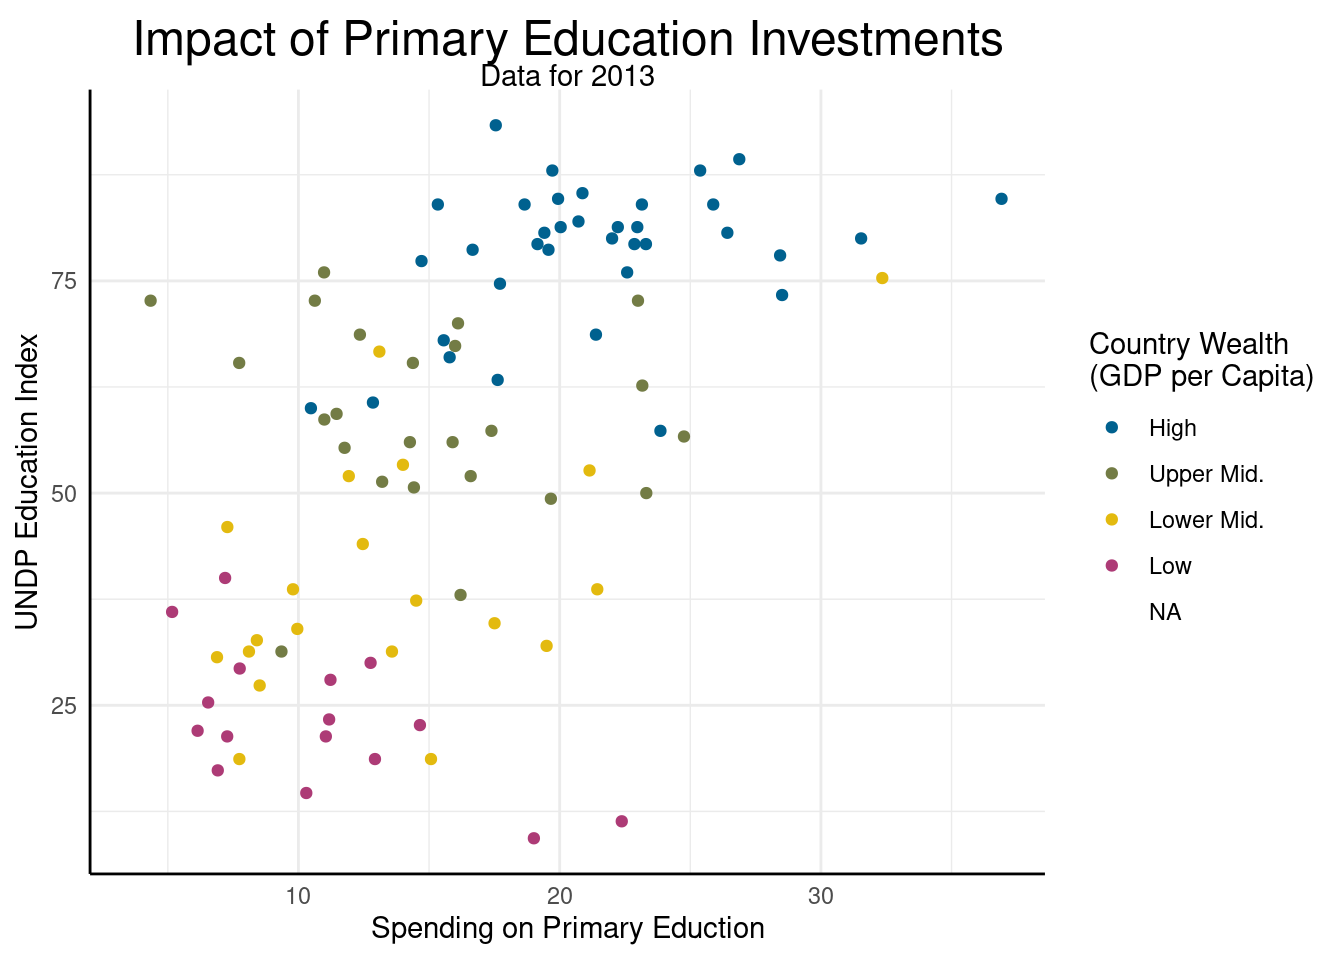 Impact of Primary Education Investments
Data for 2013
UNDP Education Index
75
50
25
10
20
30
Spending on Primary Eduction
Country Wealth
(GDP per Capita)
High
Upper Mid.
Lower Mid.
Low
NA